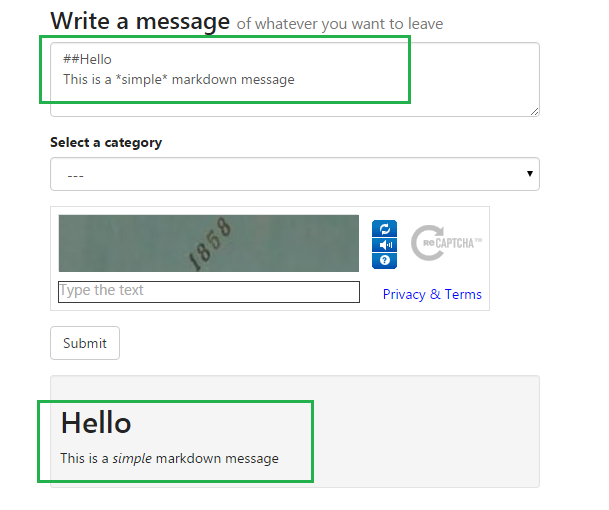 Write a message of whatever you want to leave
##Hello
This is a *simple* markdown message
Select a category
---
1858
reCAPTCHA™
Type the text
Privacy & Terms
Submit
Hello
This is a simple markdown message